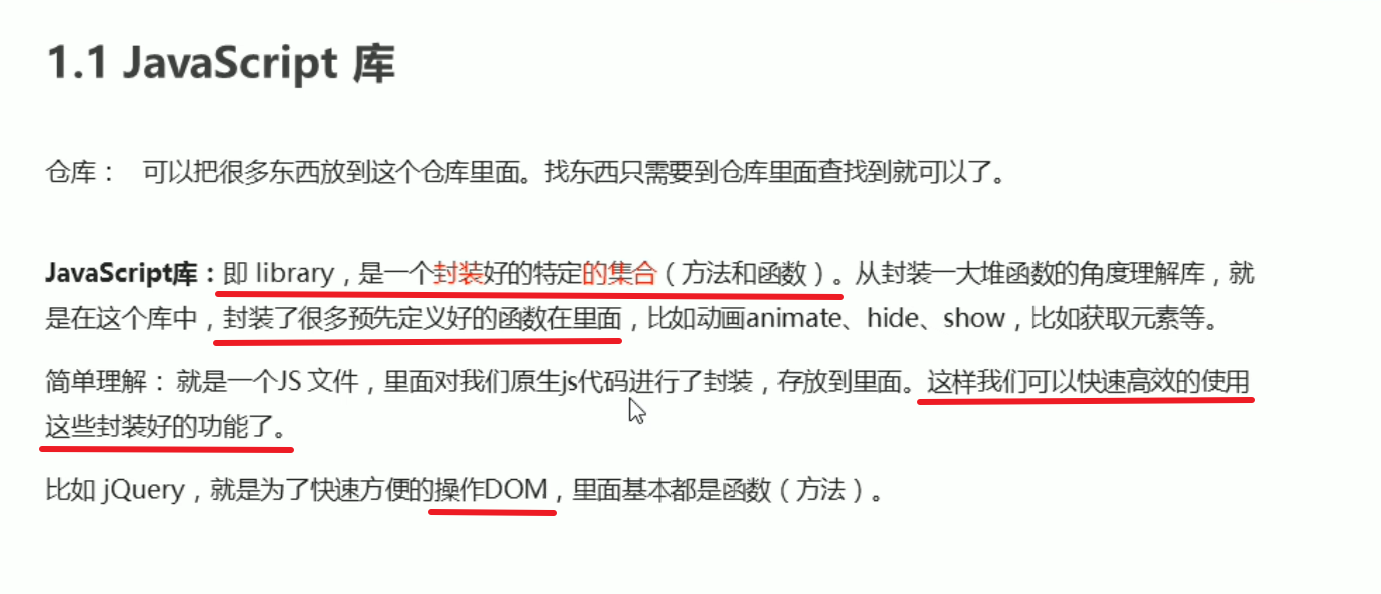 1.1 JavaScript 库
仓库： 可以把很多东西放到这个仓库里面。找东西只需要到仓库里面查找到就可以了。
JavaScript库：即 library，是一个封装好的特定的集合（方法和函数）。从封装一大堆函数的角度理解库，就
是在这个库中，封装了很多预先定义好的函数在里面，比如动画animate、hide、show，比如获取元素等。
简单理解： 就是一个JS 文件，里面对我们原生js代码进行了封装，存放到里面。这样我们可以快速高效的使用
这些封装好的功能了。
比如 jQuery，就是为了快速方便的操作DOM，里面基本都是函数（方法）。